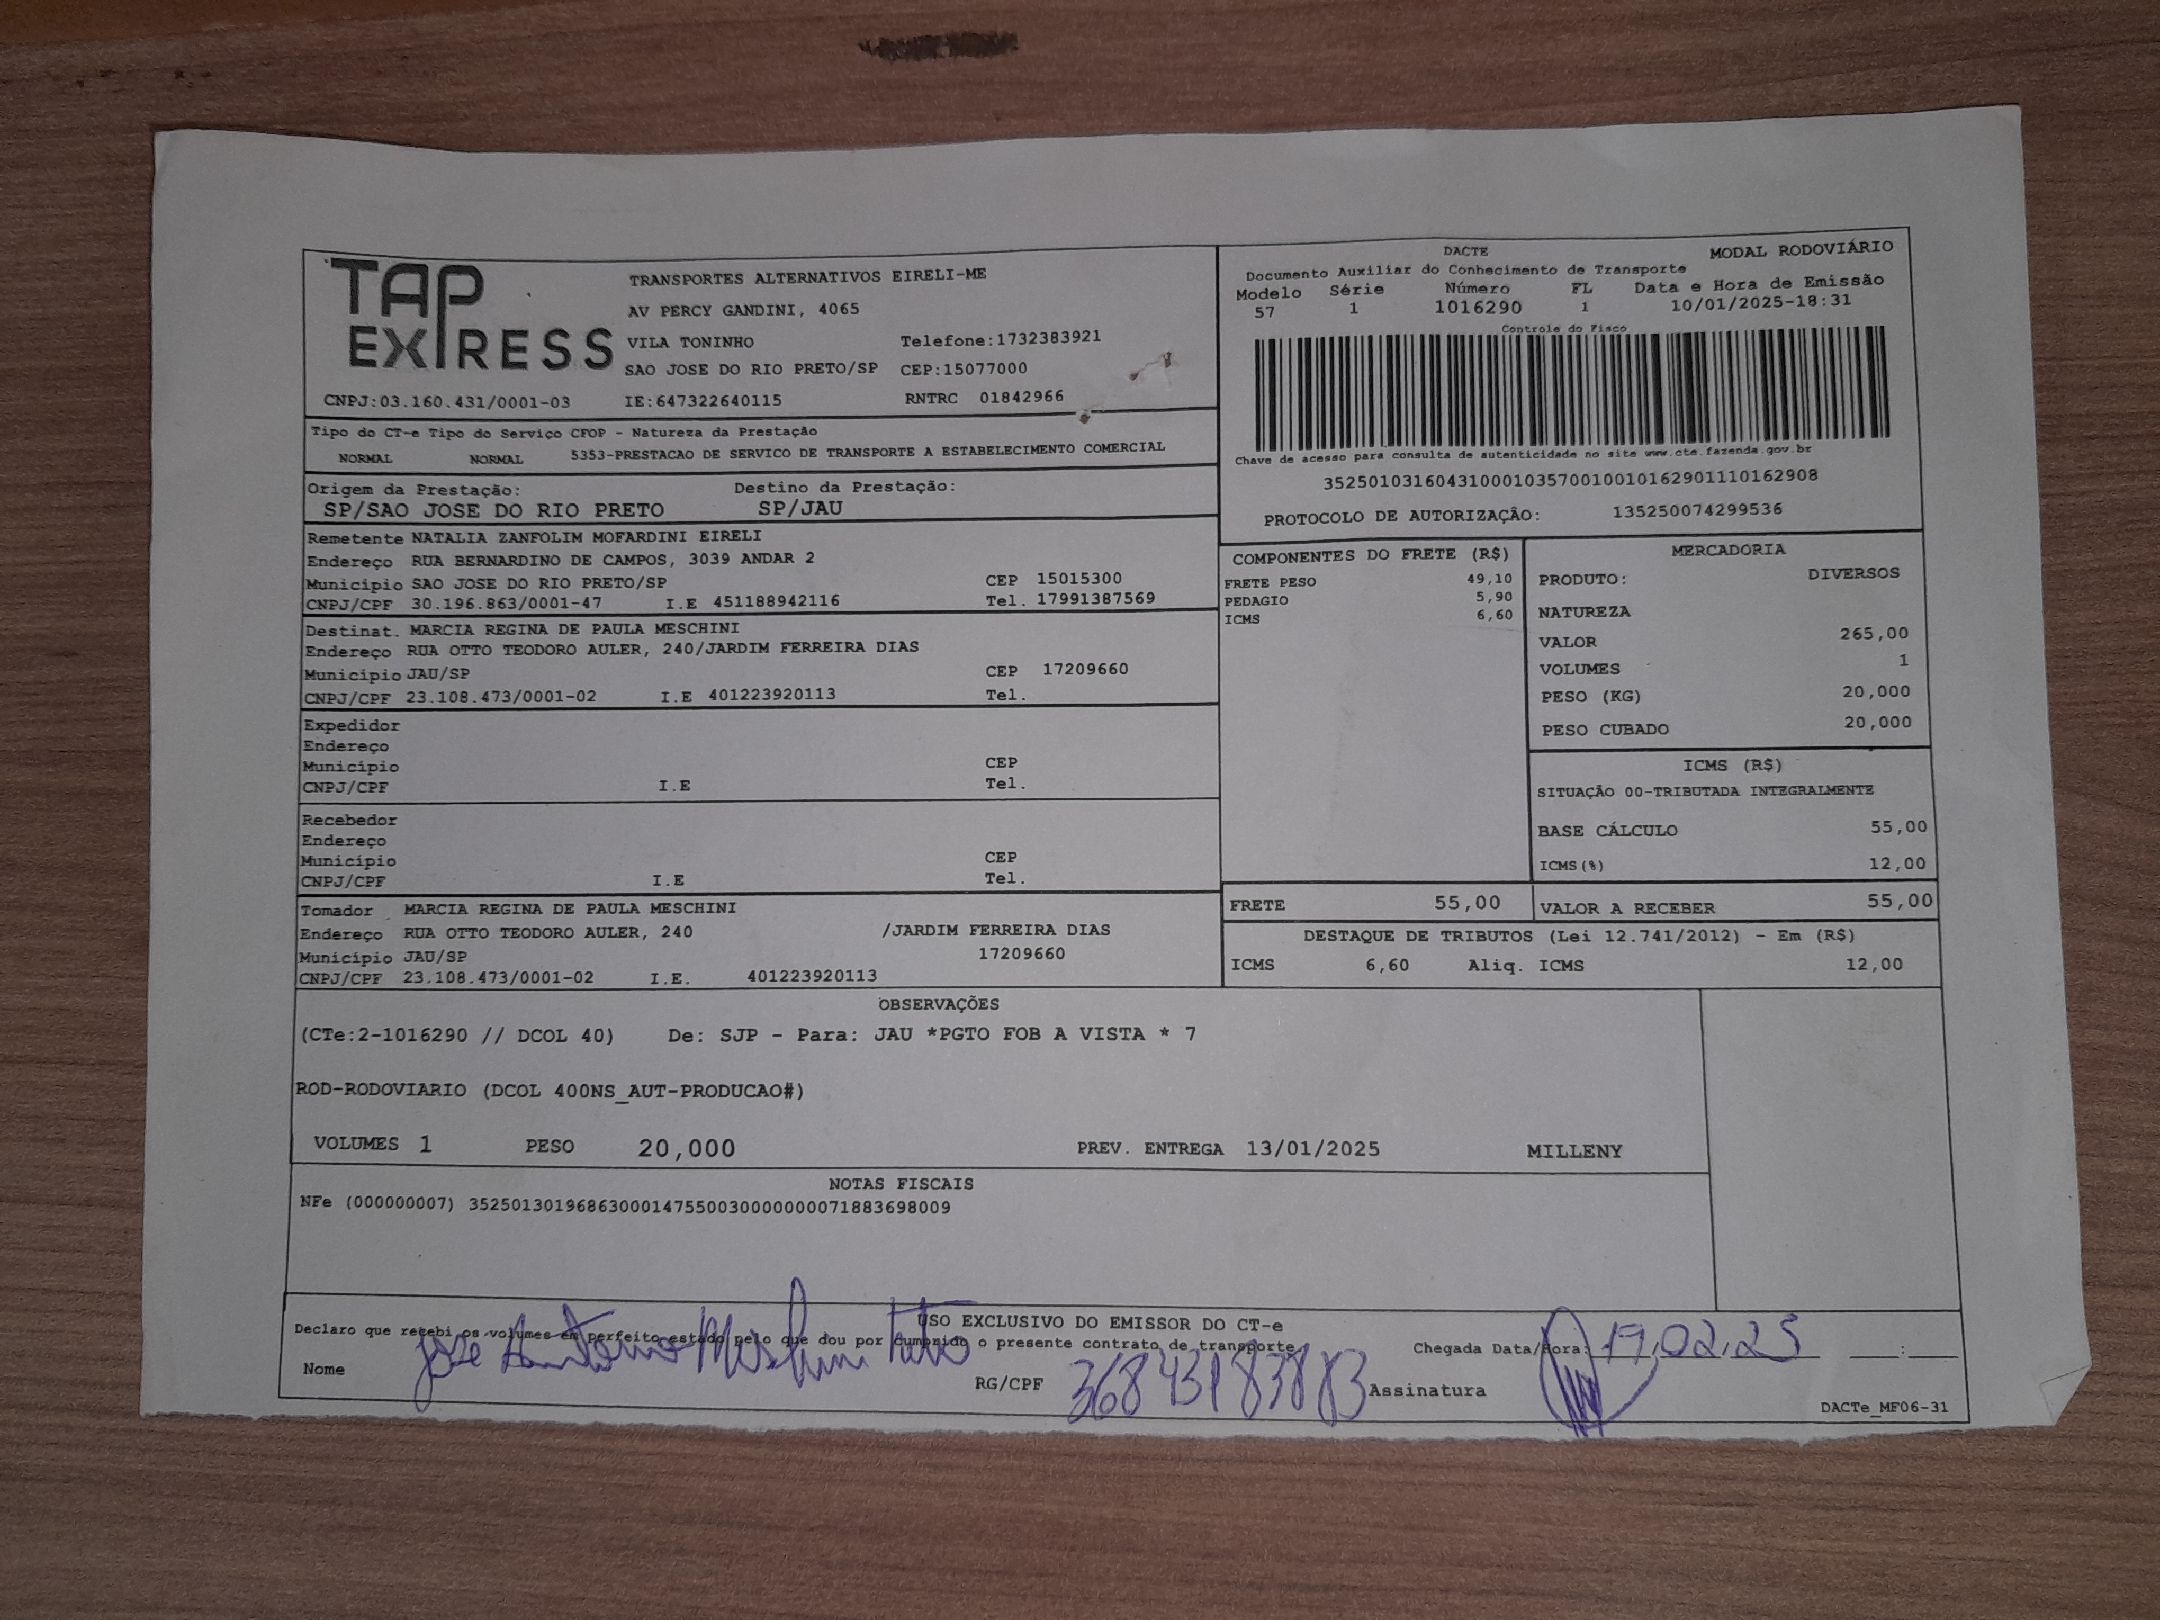 TAP EXPRESS
TRANSPORTES ALTERNATIVOS EIRELI-ME
AV PERCY GANDINI, 4065
VILA TONINHO Telefone:1732383921
SAO JOSE DO RIO PRETO/SP CEP:15077000
CNPJ:03.160.431/0001-03 IE:647322640115 RNTRC 01842966
DACTE MODAL RODOVIÁRIO
Documento Auxiliar do Conhecimento de Transporte
Modelo Série Número FL Data e Hora de Emissão
57 1 1016290 1 10/01/2025-18:31
Controle do Fisco
Chave de acesso para consulta de autenticidade no site www.cte.fazenda.gov.br
35250103160431000103570010010162901110162908
PROTOCOLO DE AUTORIZAÇÃO: 135250074299536
Tipo do CT-e Tipo do Serviço CFOP - Natureza da Prestação
NORMAL NORMAL 5353-PRESTACAO DE SERVICO DE TRANSPORTE A ESTABELECIMENTO COMERCIAL
Origem da Prestação: Destino da Prestação:
SP/SAO JOSE DO RIO PRETO SP/JAU
Remetente NATALIA ZANFOLIM MOFARDINI EIRELI
Endereço RUA BERNARDINO DE CAMPOS, 3039 ANDAR 2
Município SAO JOSE DO RIO PRETO/SP CEP 15015300
CNPJ/CPF 30.196.863/0001-47 I.E 451188942116 Tel. 17991387569
Destinat. MARCIA REGINA DE PAULA MESCHINI
Endereço RUA OTTO TEODORO AULER, 240/JARDIM FERREIRA DIAS
Município JAU/SP CEP 17209660
CNPJ/CPF 23.108.473/0001-02 I.E 401223920113 Tel.
Expedidor
Endereço
Município CEP
CNPJ/CPF I.E Tel.
Recebedor
Endereço
Município CEP
CNPJ/CPF I.E Tel.
Tomador MARCIA REGINA DE PAULA MESCHINI
Endereço RUA OTTO TEODORO AULER, 240 /JARDIM FERREIRA DIAS
Município JAU/SP 17209660
CNPJ/CPF 23.108.473/0001-02 I.E. 401223920113
COMPONENTES DO FRETE (R$)
FRETE PESO 49,10
PEDAGIO 5,90
ICMS 6,60
MERCADORIA
PRODUTO: DIVERSOS
NATUREZA
VALOR 265,00
VOLUMES 1
PESO (KG) 20,000
PESO CUBADO 20,000
ICMS (R$)
SITUAÇÃO 00-TRIBUTADA INTEGRALMENTE
BASE CÁLCULO 55,00
ICMS(%) 12,00
FRETE 55,00 VALOR A RECEBER 55,00
DESTAQUE DE TRIBUTOS (Lei 12.741/2012) - Em (R$)
ICMS 6,60 Aliq. ICMS 12,00
OBSERVAÇÕES
(CTe:2-1016290 // DCOL 40) De: SJP - Para: JAU *PGTO FOB A VISTA * 7
ROD-RODOVIARIO (DCOL 400NS_AUT-PRODUCAO#)
VOLUMES 1 PESO 20,000 PREV. ENTREGA 13/01/2025 MILLENY
NOTAS FISCAIS
NFe (000000007) 35250130196863000147550030000000071883698009
USO EXCLUSIVO DO EMISSOR DO CT-e
Declaro que recebi os volumes em perfeito estado pelo que dou por cumprido o presente contrato de transporte
Chegada Data/Hora: 17.02.25 __:__
Nome José Antonio Meschini
RG/CPF 36843183883 Assinatura
DACTe_MF06-31